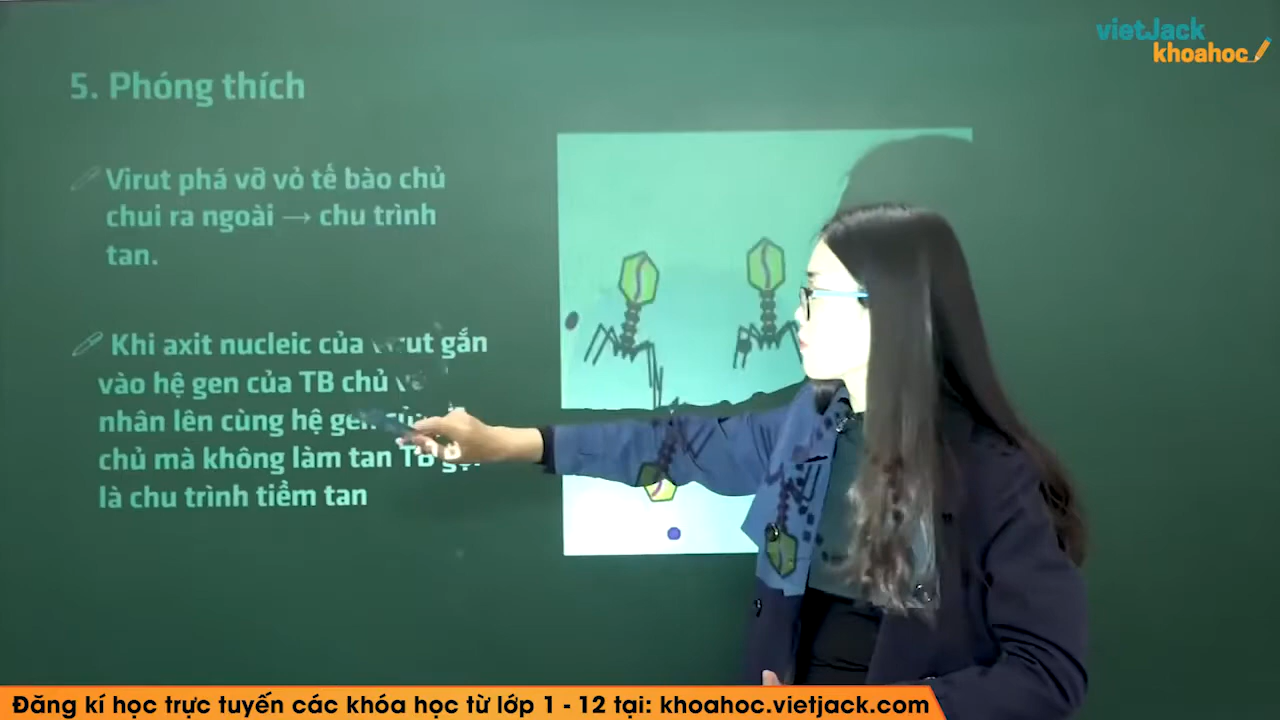 vietJack
khoahoc
5. Phóng thích
Virut phá vỡ vỏ tế bào chủ
chui ra ngoài → chu trình
tan.
Khi axit nucleic của gắn
vào hệ gen của TB chủ
nhân lên cùng hệ gen
chủ mà không làm tan TB
là chu trình tiềm tan
Đăng kí học trực tuyến các khóa học từ lớp 1 - 12 tại: khoahoc.vietjack.com